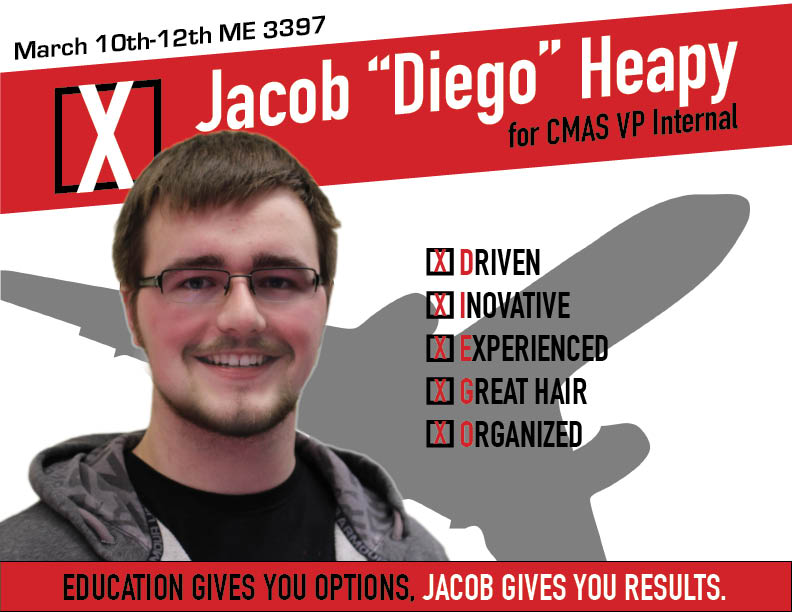 March 10th-12th ME 3397
X Jacob “Diego” Heapy
for CMAS VP Internal
X DRIVEN
X INOVATIVE
X EXPERIENCED
X GREAT HAIR
X ORGANIZED
EDUCATION GIVES YOU OPTIONS, JACOB GIVES YOU RESULTS.